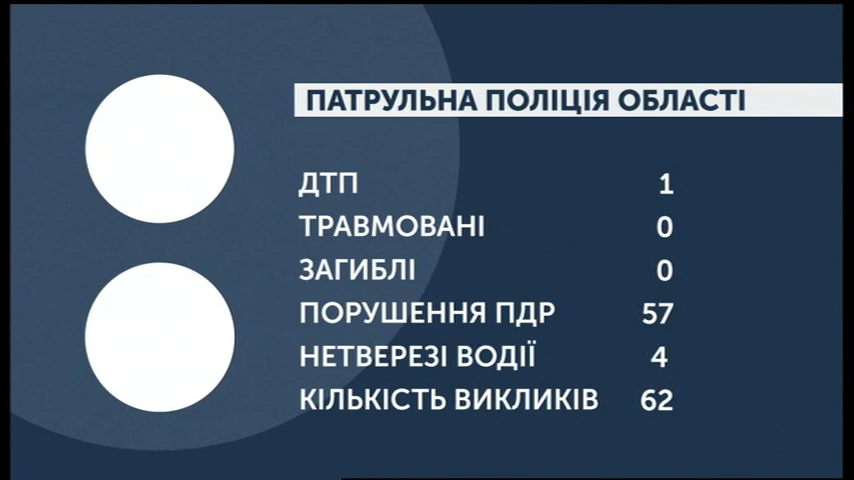 ПАТРУЛЬНА ПОЛІЦІЯ ОБЛАСТІ
ДТП 1
ТРАВМОВАНІ 0
ЗАГИБЛІ 0
ПОРУШЕННЯ ПДР 57
НЕТВЕРЕЗІ ВОДІЇ 4
КІЛЬКІСТЬ ВИКЛИКІВ 62